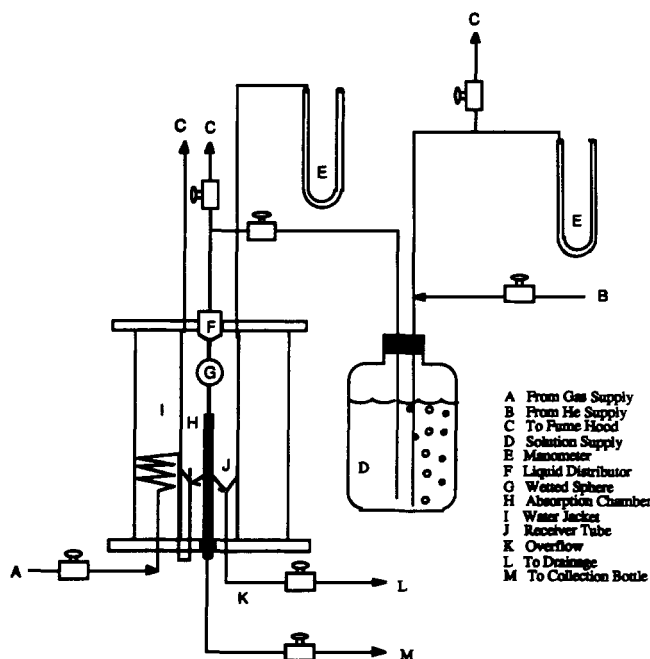 C
C
C
E
E
B
F
G
I
H
J
D
A
K
L
M
A From Gas Supply
B From He Supply
C To Fume Hood
D Solution Supply
E Manometer
F Liquid Distributor
G Wetted Sphere
H Absorption Chamber
I Water Jacket
J Receiver Tube
K Overflow
L To Drainage
M To Collection Bottle